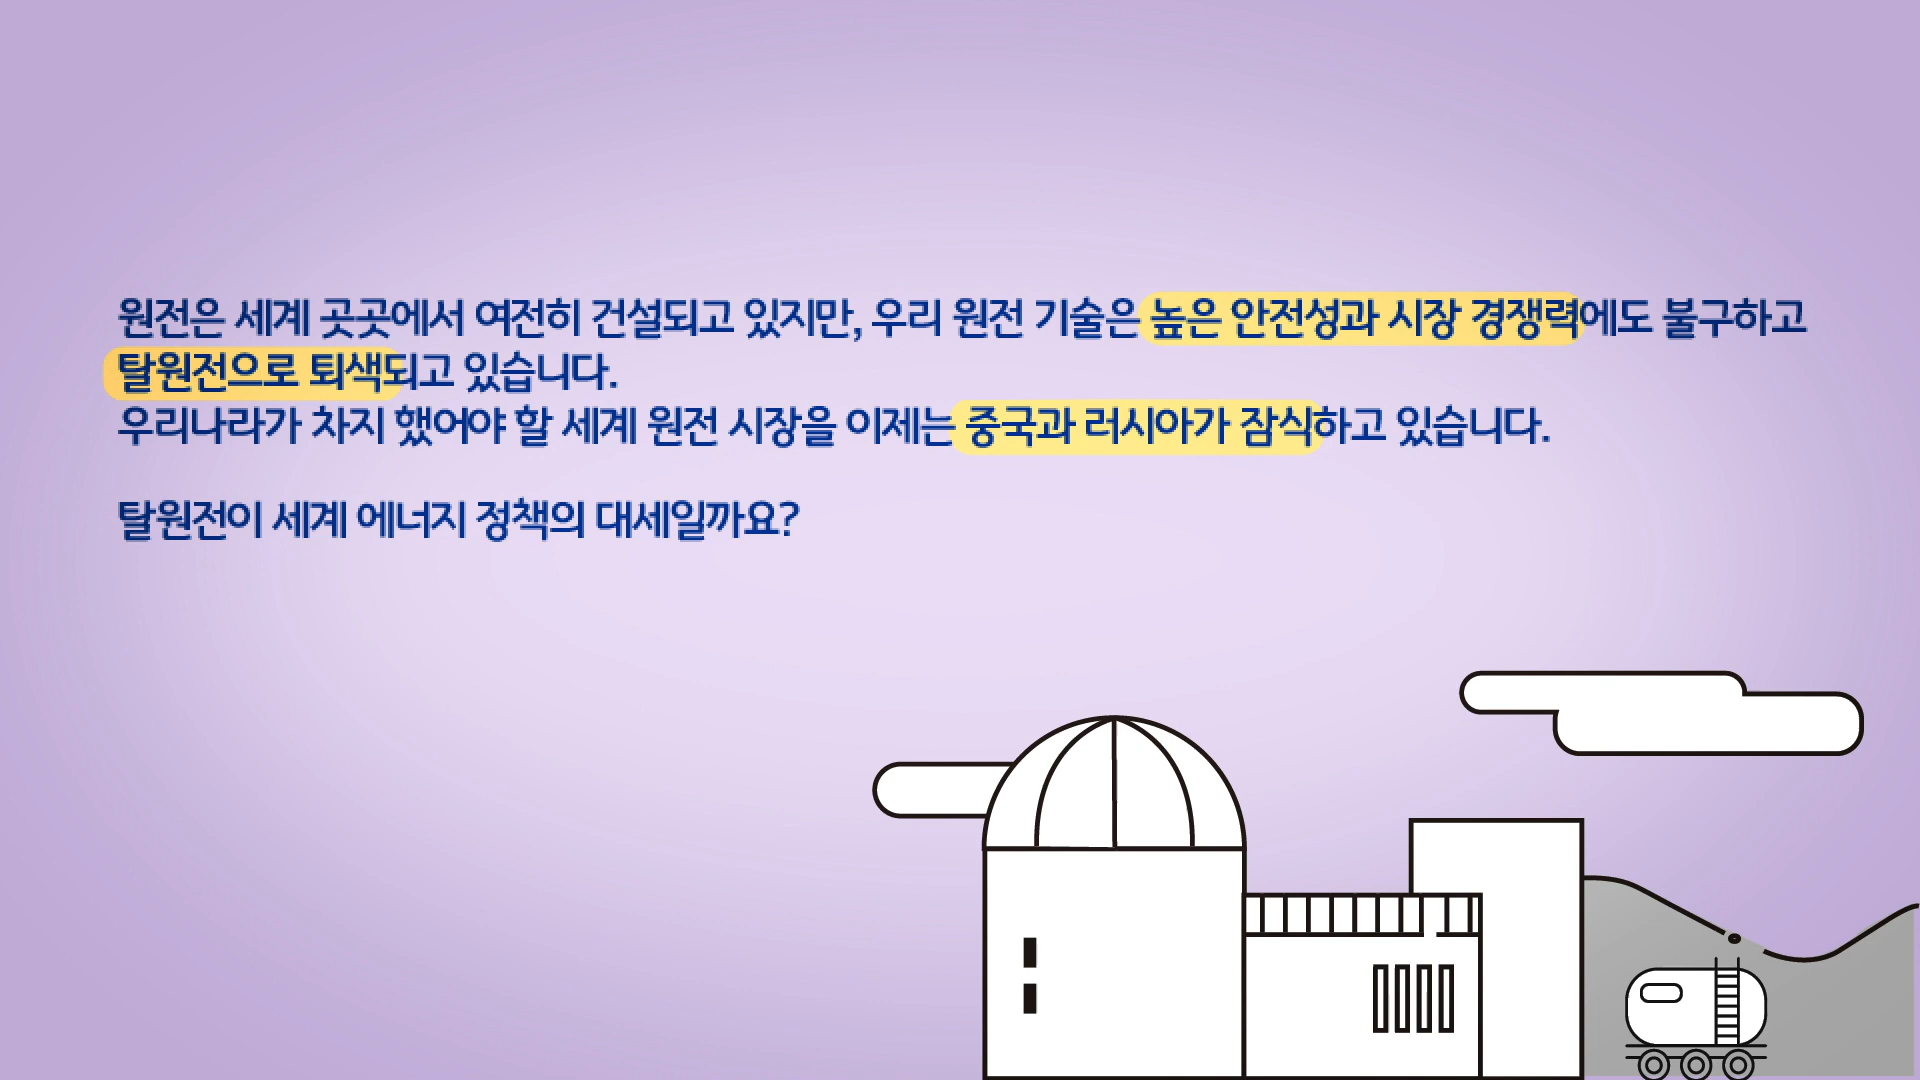 원전은 세계 곳곳에서 여전히 건설되고 있지만, 우리 원전 기술은 높은 안전성과 시장 경쟁력에도 불구하고
탈원전으로 퇴색되고 있습니다.
우리나라가 차지 했어야 할 세계 원전 시장을 이제는 중국과 러시아가 잠식하고 있습니다.
탈원전이 세계 에너지 정책의 대세일까요?